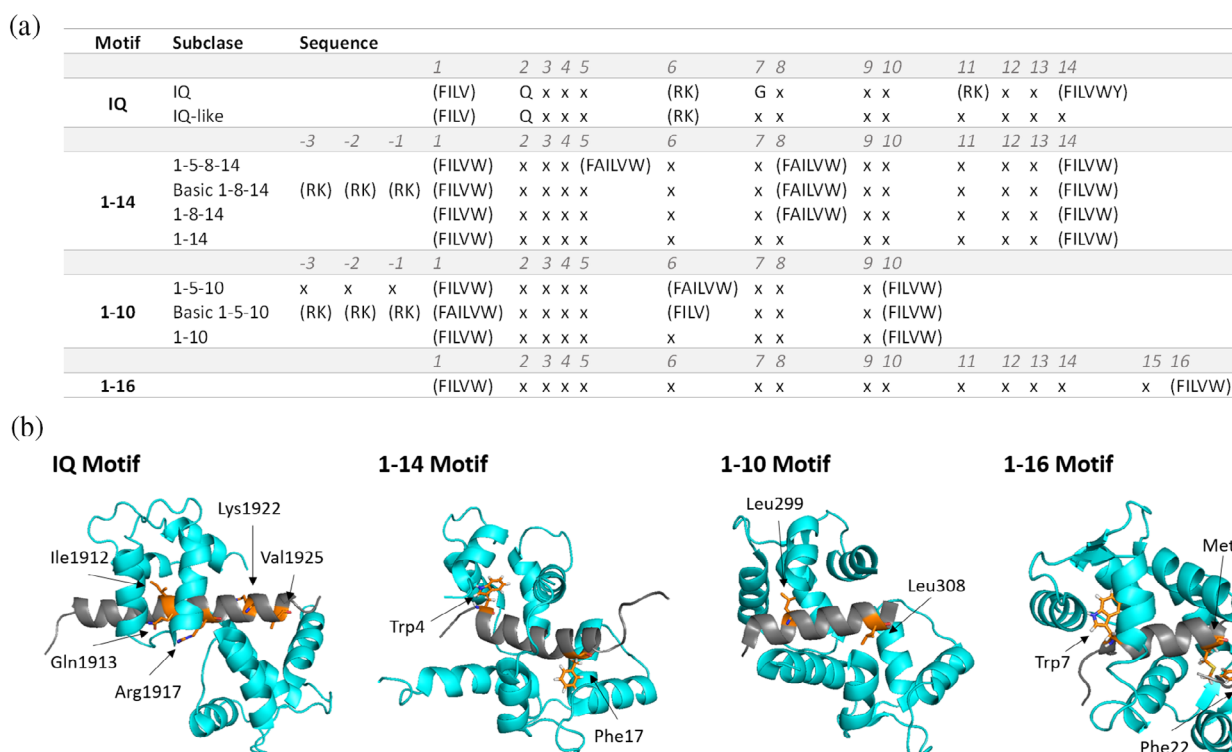 (a)
Motif Subclase Sequence
1 2 3 4 5 6 7 8 9 10 11 12 13 14
IQ
IQ (FILV) Q x x x (RK) G x x x (RK) x x (FILVWY)
IQ-like (FILV) Q x x x (RK) x x x x x x x x
-3 -2 -1 1 2 3 4 5 6 7 8 9 10 11 12 13 14
1-14
1-5-8-14 (FILVW) x x x (FAILVW) x x (FAILVW) x x x x x (FILVW)
Basic 1-8-14 (RK) (RK) (RK) (FILVW) x x x x x x (FAILVW) x x x x x (FILVW)
1-8-14 (FILVW) x x x x x x (FAILVW) x x x x x (FILVW)
1-14 (FILVW) x x x x x x x x x x x x (FILVW)
-3 -2 -1 1 2 3 4 5 6 7 8 9 10
1-10
1-5-10 x x x (FILVW) x x x x (FAILVW) x x x (FILVW)
Basic 1-5-10 (RK) (RK) (RK) (FAILVW) x x x x (FILV) x x x (FILVW)
1-10 (FILVW) x x x x x x x x (FILVW)
1 2 3 4 5 6 7 8 9 10 11 12 13 14 15 16
1-16 (FILVW) x x x x x x x x x x x x x x (FILVW)
(b)
IQ Motif
Lys1922
Ile1912
Val1925
Gln1913
Arg1917
1-14 Motif
Trp4
Phe17
1-10 Motif
Leu299
Leu308
1-16 Motif
Met
Trp7
Phe22